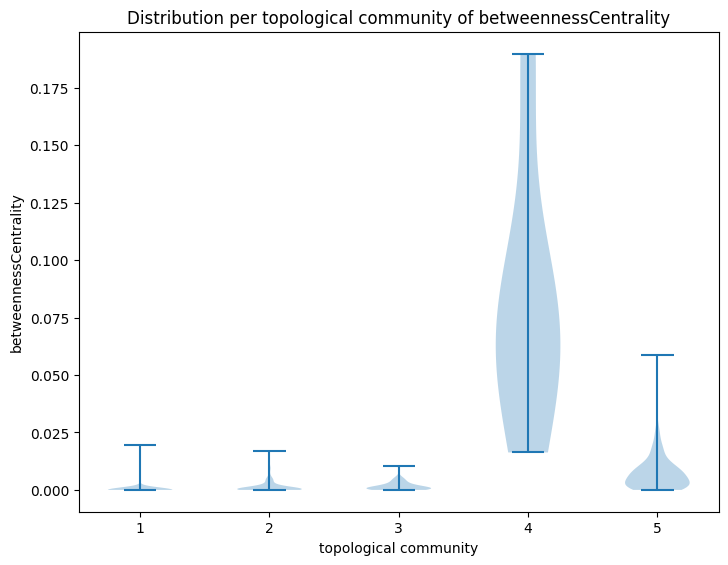 Distribution per topological community of betweennessCentrality
betweennessCentrality
0.175
0.150
0.125
0.100
0.075
0.050
0.025
0.000
1 2 3 4 5
topological community